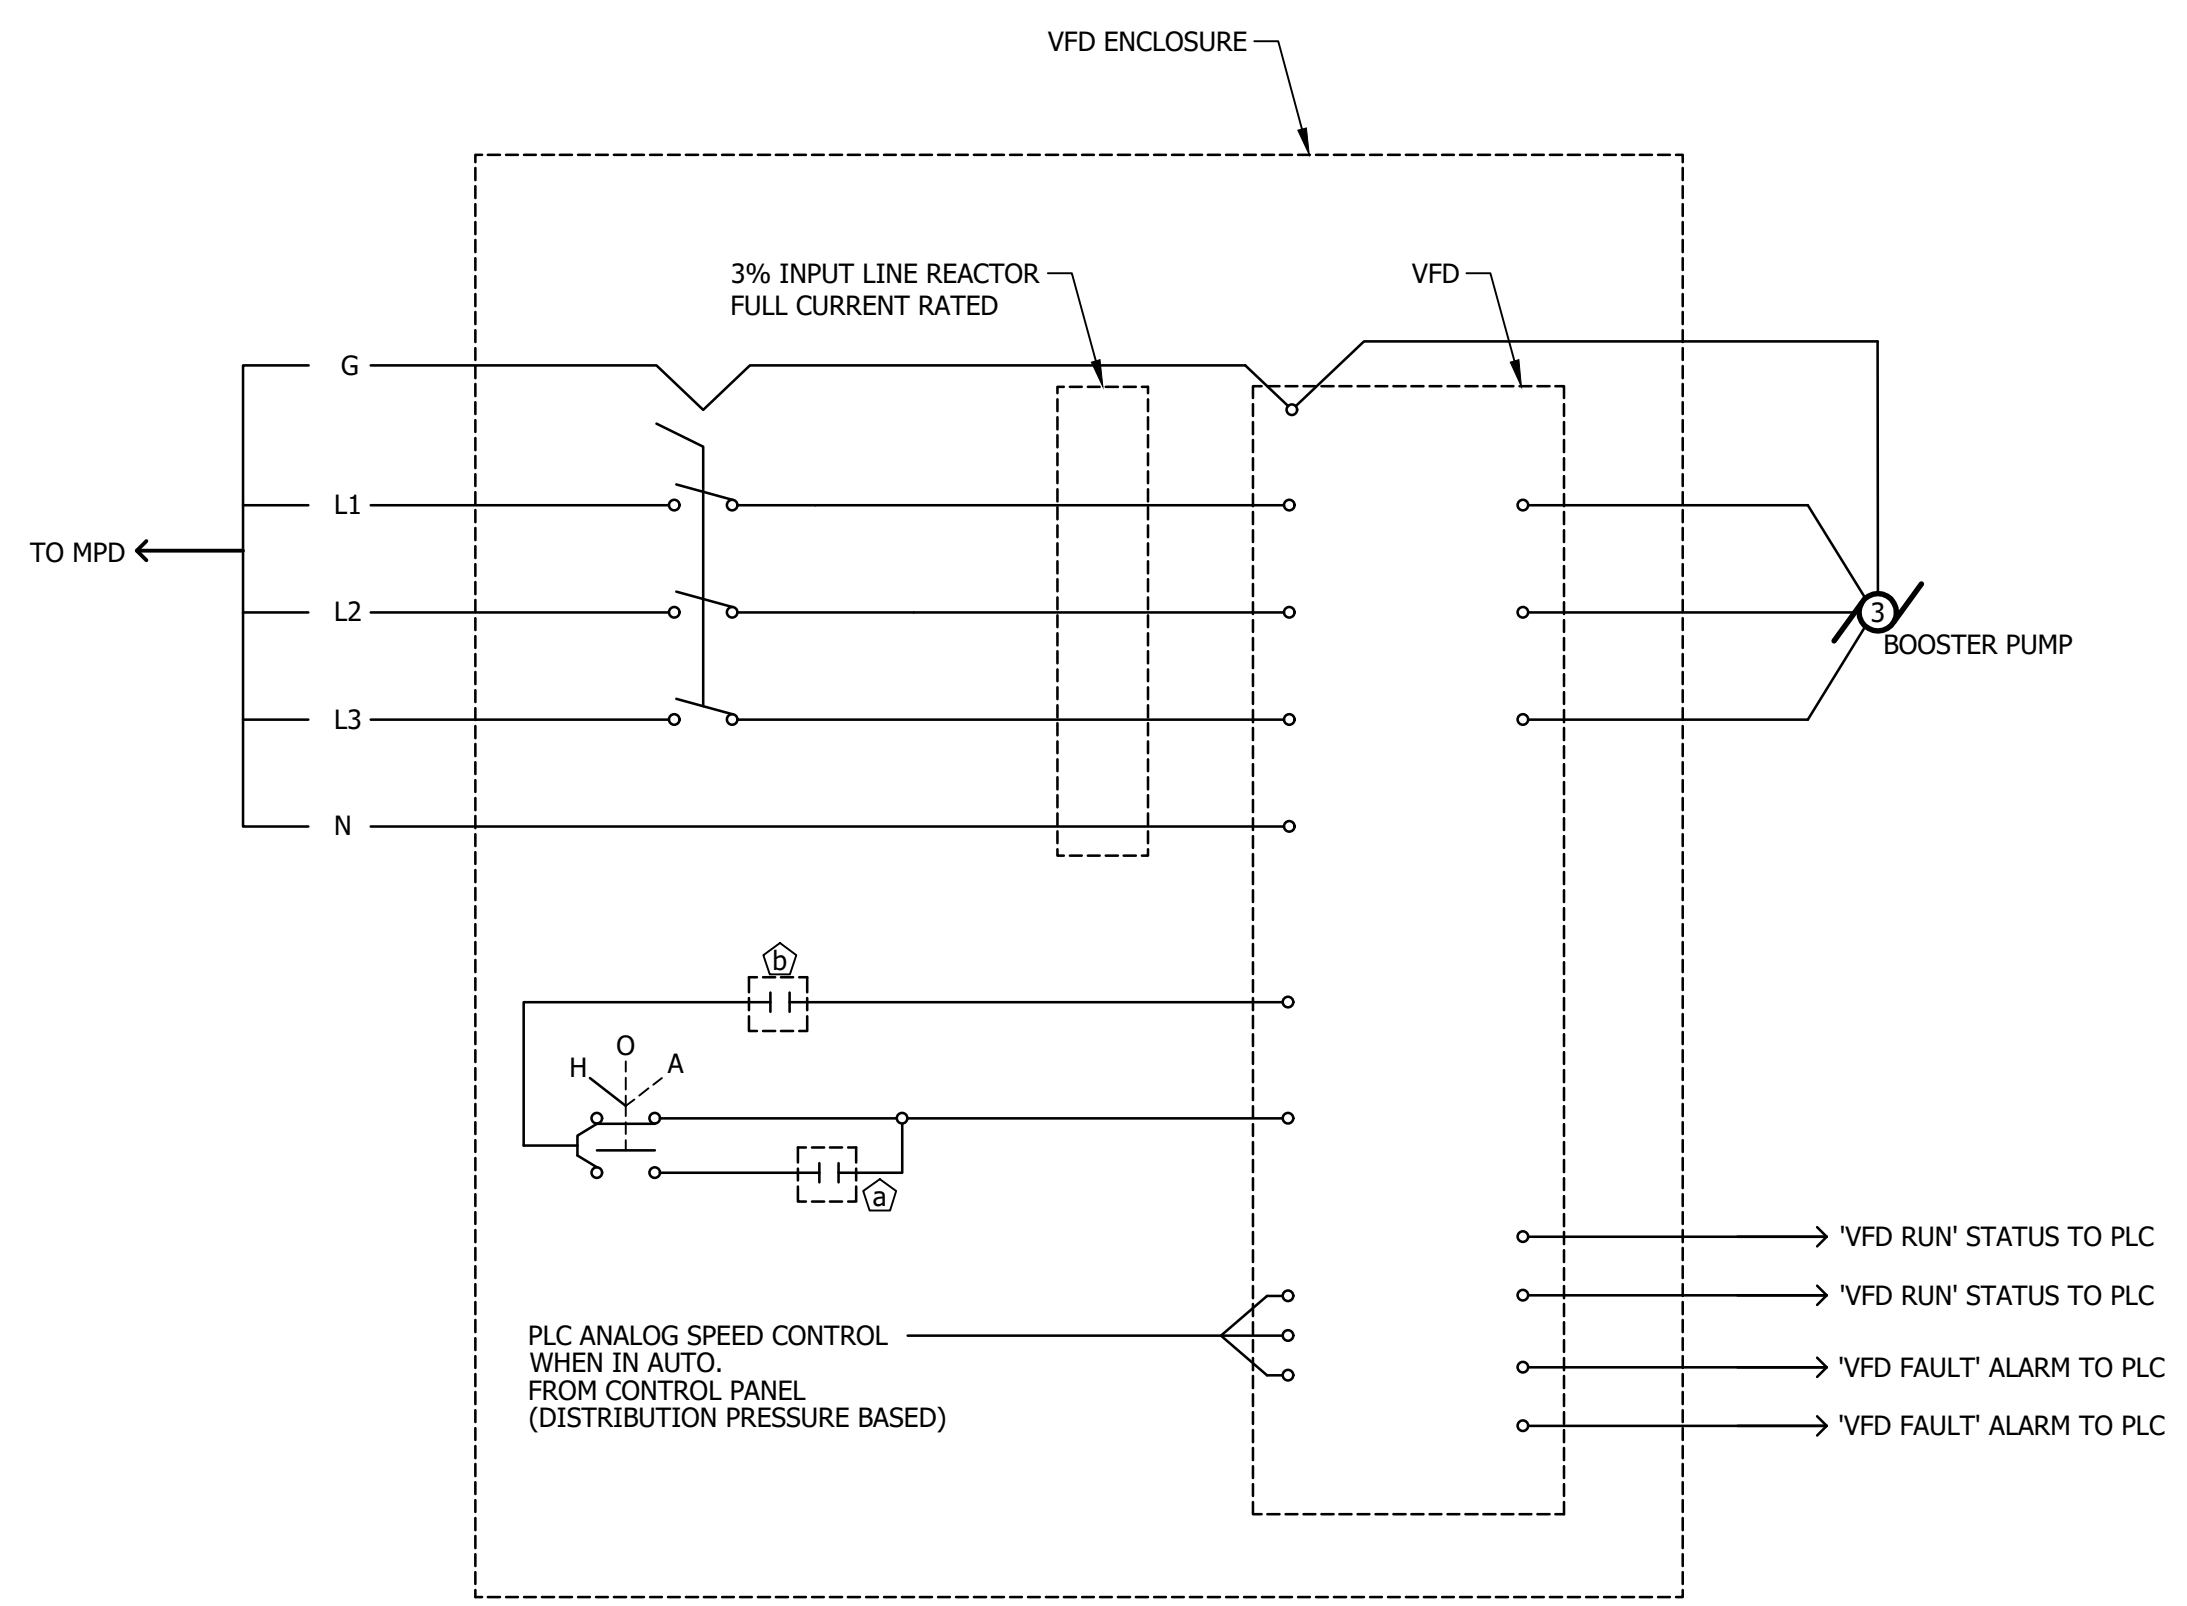 VFD ENCLOSURE
3% INPUT LINE REACTOR
FULL CURRENT RATED
VFD
G
L1
TO MPD
L2
3
BOOSTER PUMP
L3
N
b
O
H
A
a
'VFD RUN' STATUS TO PLC
'VFD RUN' STATUS TO PLC
PLC ANALOG SPEED CONTROL
WHEN IN AUTO.
FROM CONTROL PANEL
(DISTRIBUTION PRESSURE BASED)
'VFD FAULT' ALARM TO PLC
'VFD FAULT' ALARM TO PLC